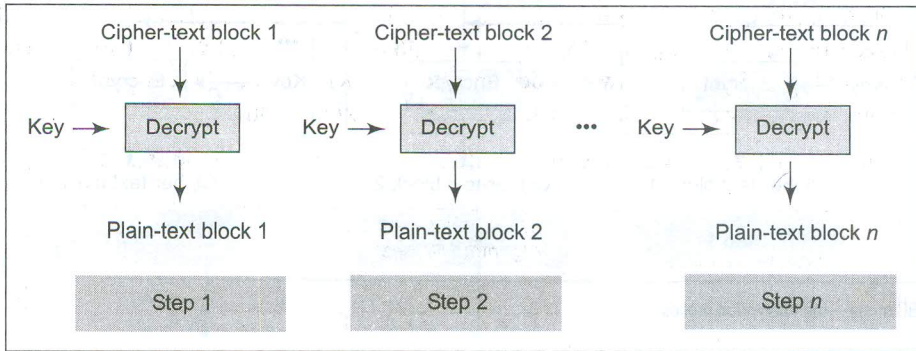 Cipher-text block 1 Cipher-text block 2 Cipher-text block n
Key Decrypt Key Decrypt ... Key Decrypt
Plain-text block 1 Plain-text block 2 Plain-text block n
Step 1 Step 2 Step n